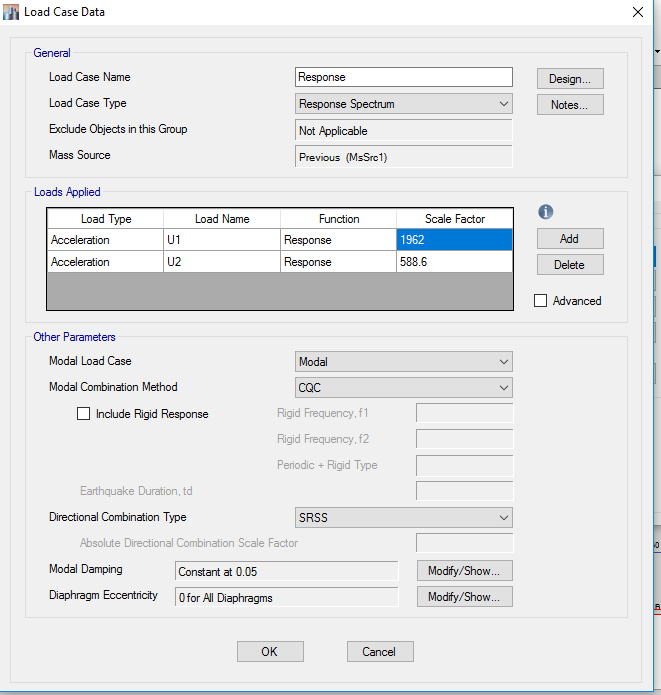 Load Case Data
General
Load Case Name Response Design...
Load Case Type Response Spectrum Notes...
Exclude Objects in this Group Not Applicable
Mass Source Previous (MsSrc1)
Loads Applied
Load Type Load Name Function Scale Factor
Acceleration U1 Response 1962 Add
Acceleration U2 Response 588.6 Delete
Advanced
Other Parameters
Modal Load Case Modal
Modal Combination Method CQC
Include Rigid Response Rigid Frequency, f1
Rigid Frequency, f2
Periodic + Rigid Type
Earthquake Duration, td
Directional Combination Type SRSS
Absolute Directional Combination Scale Factor
Modal Damping Constant at 0.05 Modify/Show...
Diaphragm Eccentricity 0 for All Diaphragms Modify/Show...
OK Cancel